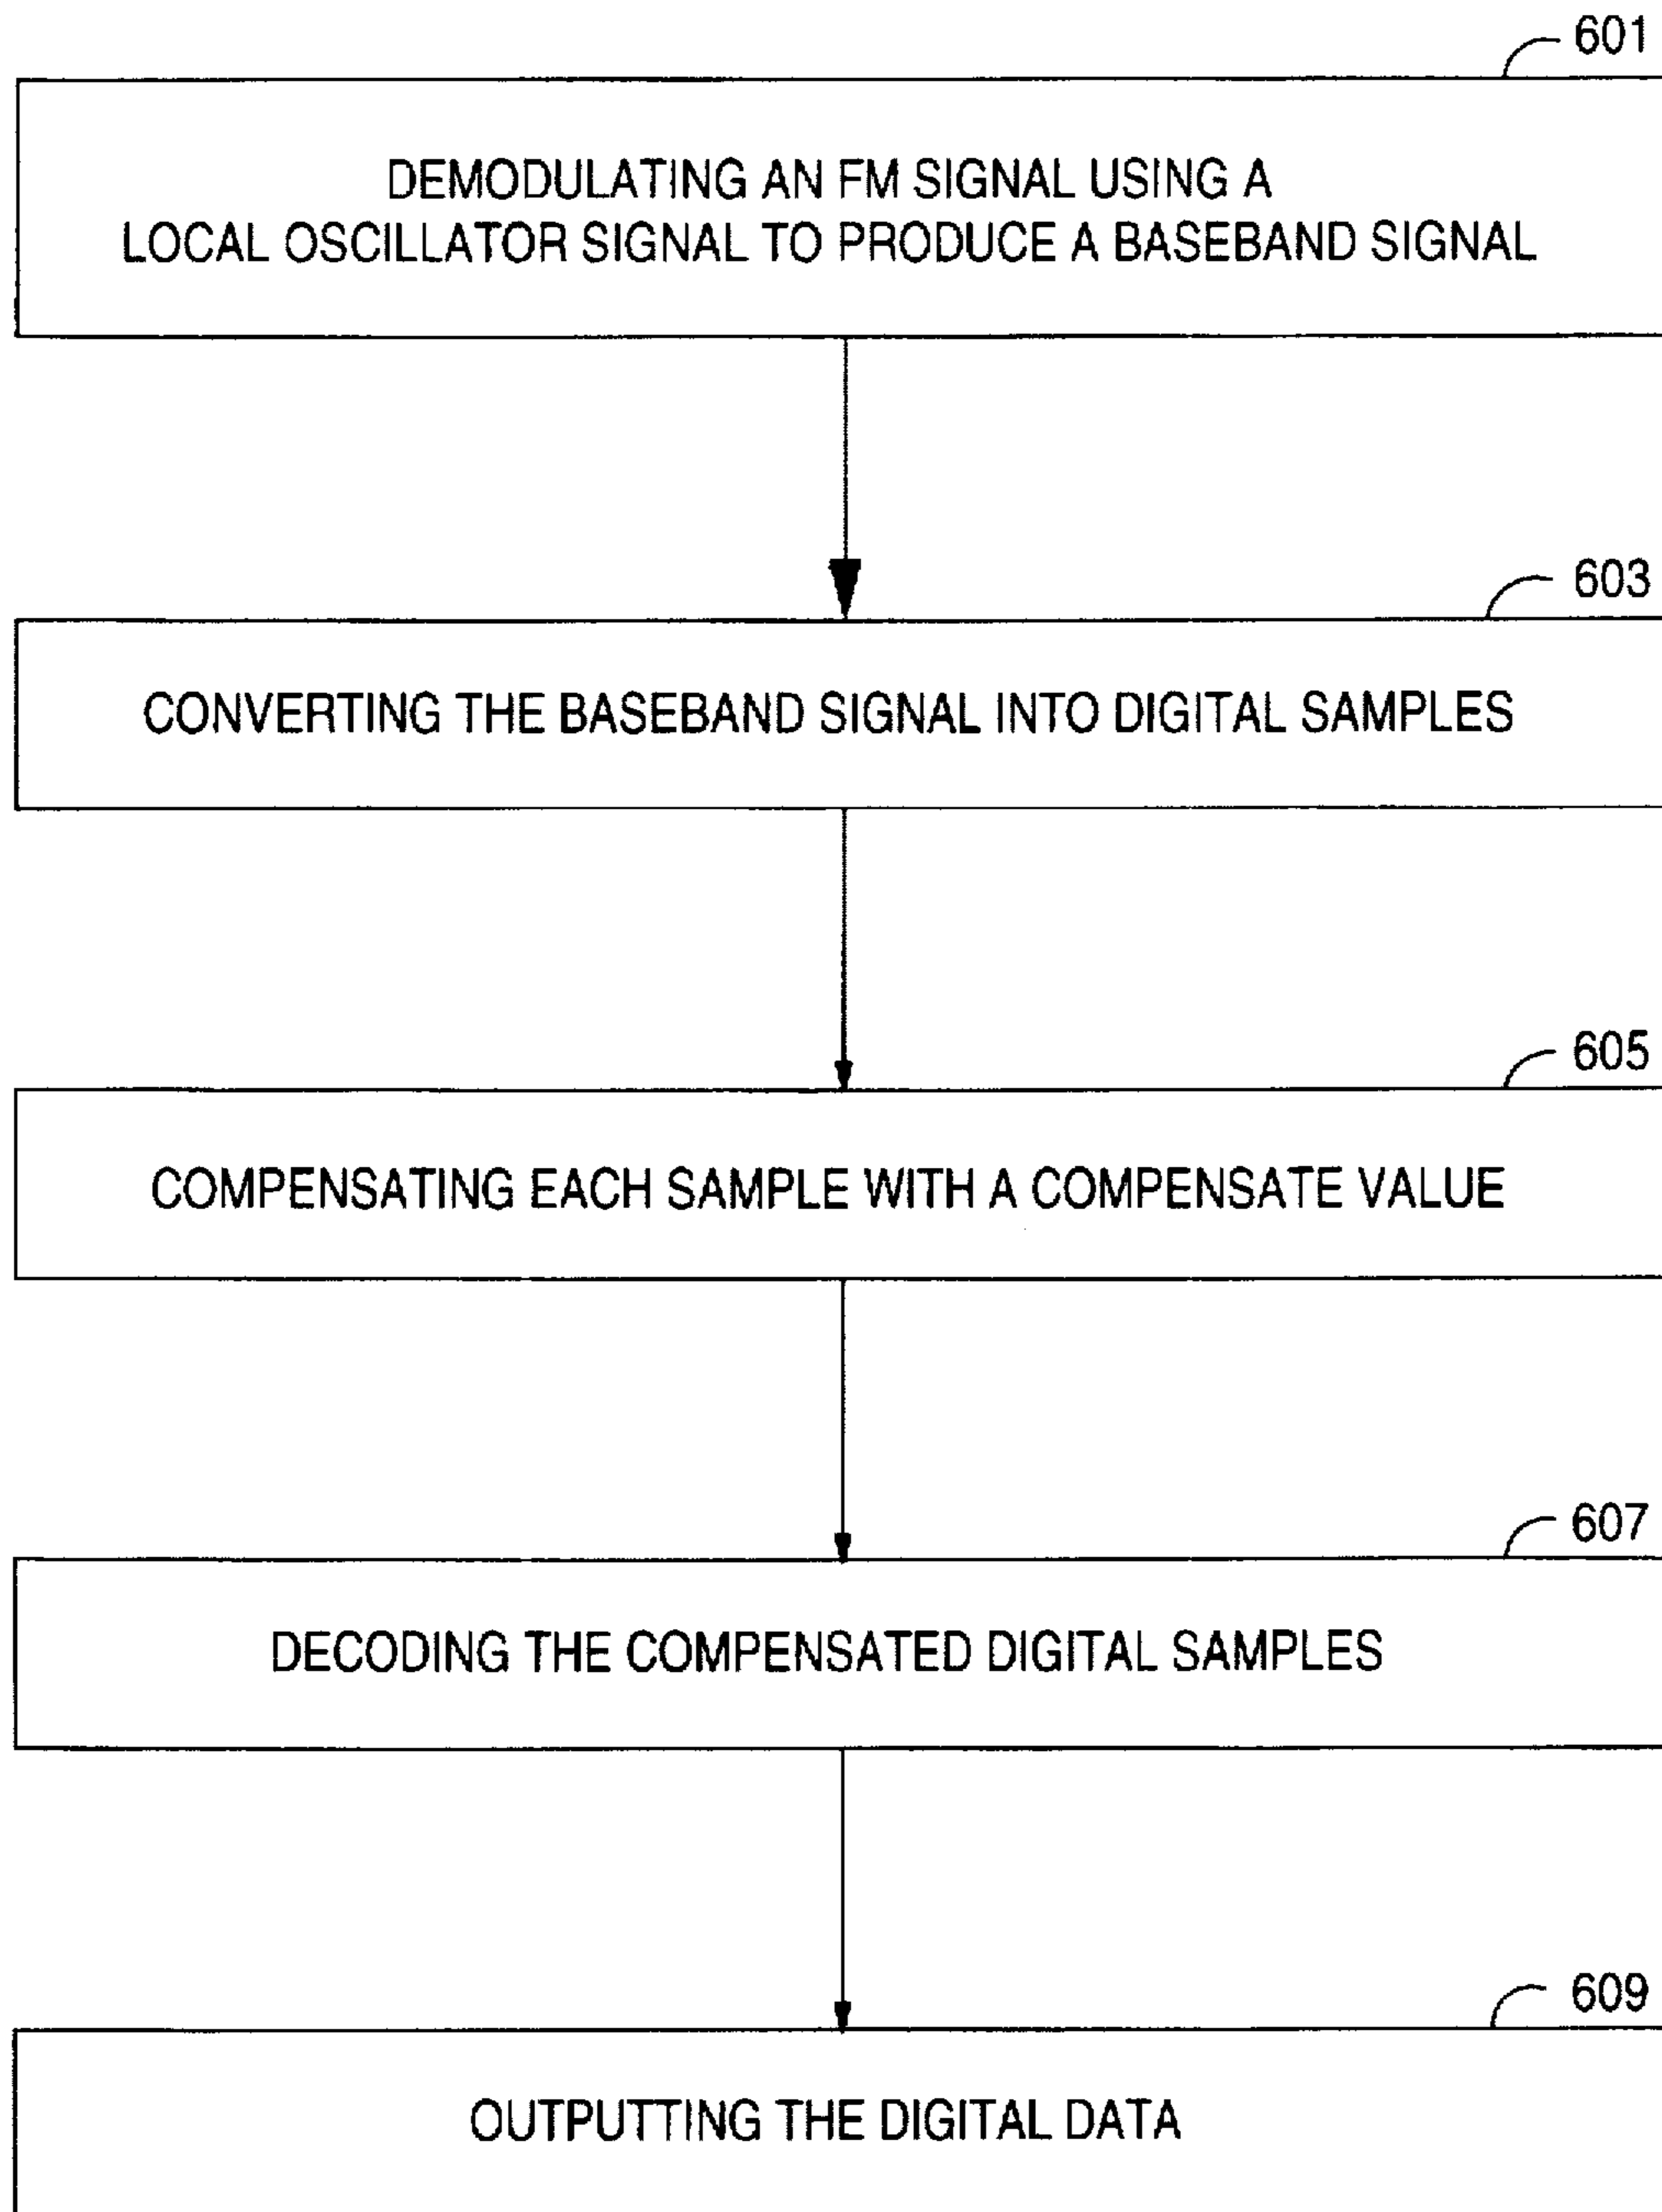 601
DEMODULATING AN FM SIGNAL USING A
LOCAL OSCILLATOR SIGNAL TO PRODUCE A BASEBAND SIGNAL
603
CONVERTING THE BASEBAND SIGNAL INTO DIGITAL SAMPLES
605
COMPENSATING EACH SAMPLE WITH A COMPENSATE VALUE
607
DECODING THE COMPENSATED DIGITAL SAMPLES
609
OUTPUTTING THE DIGITAL DATA